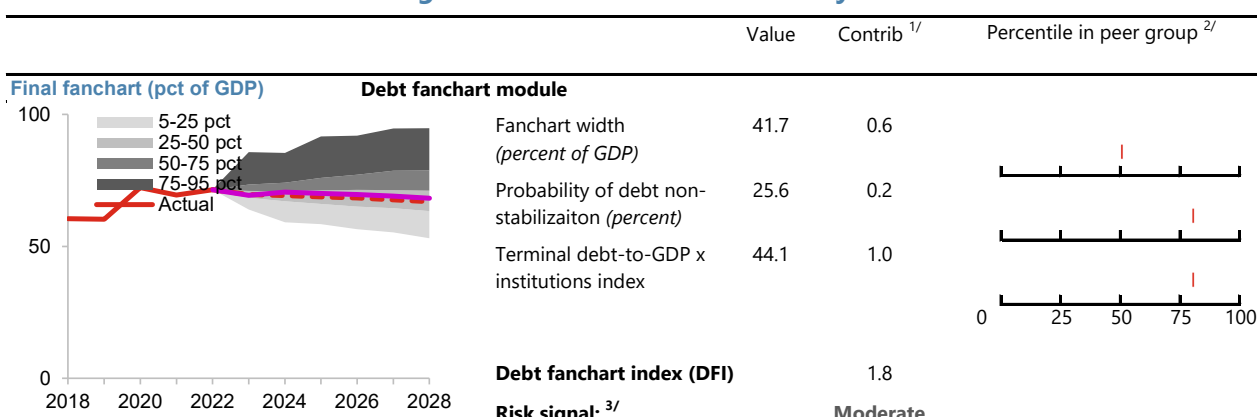 Value Contrib 1/ Percentile in peer group 2/
Final fanchart (pct of GDP) Debt fanchart module
100
5-25 pct
25-50 pct
50-75 pct
75-95 pct
Actual
50
0
2018 2020 2022 2024 2026 2028
Fanchart width 41.7 0.6
(percent of GDP)
Probability of debt non- 25.6 0.2
stabilizaiton (percent)
Terminal debt-to-GDP x 44.1 1.0
institutions index
0 25 50 75 100
Debt fanchart index (DFI) 1.8
Risk signal: 3/ Moderate